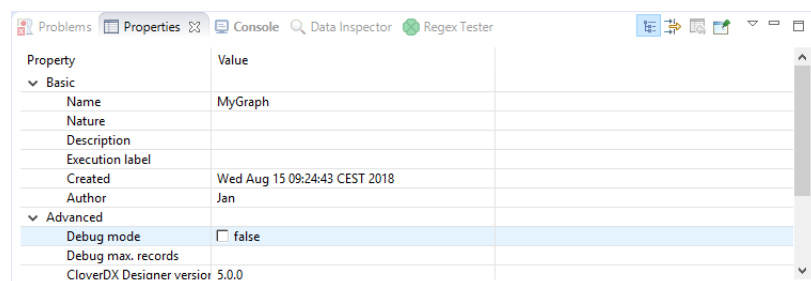 Problems Properties Console Data Inspector Regex Tester
Property Value
Basic
Name MyGraph
Nature
Description
Execution label
Created Wed Aug 15 09:24:43 CEST 2018
Author Jan
Advanced
Debug mode false
Debug max. records
CloverDX Designer version 5.0.0